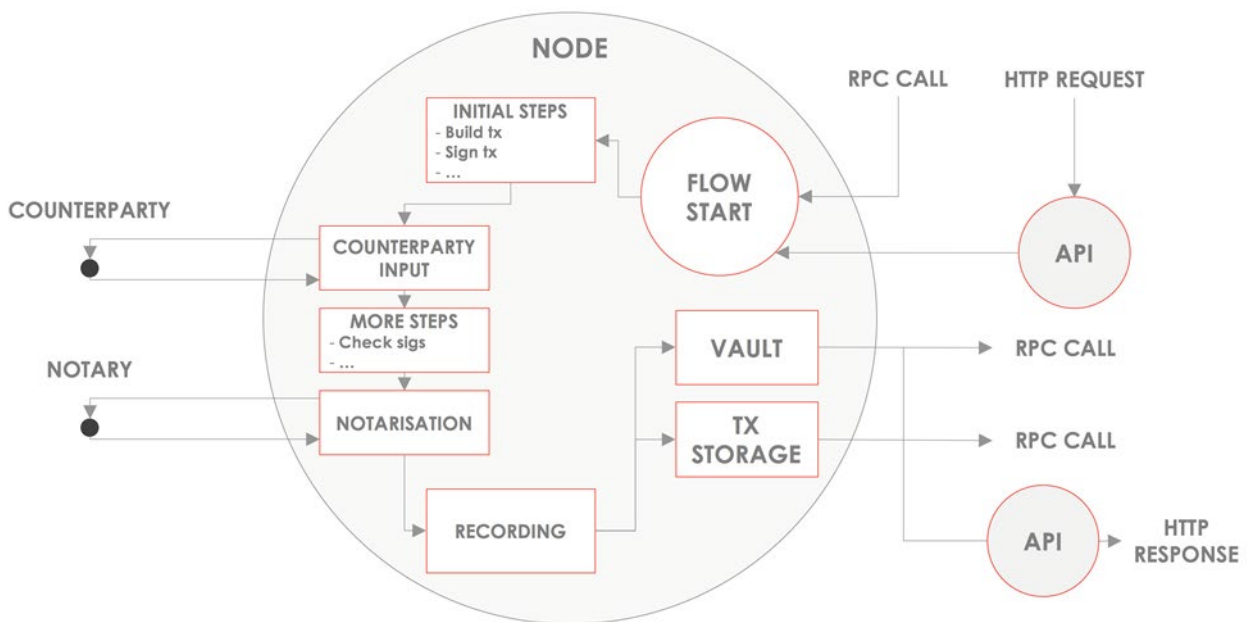 NODE
RPC CALL
HTTP REQUEST
INITIAL STEPS
- Build tx
- Sign tx
- ...
FLOW
START
COUNTERPARTY
COUNTERPARTY
INPUT
API
MORE STEPS
- Check sigs
- ...
VAULT
RPC CALL
NOTARY
NOTARISATION
TX
STORAGE
RPC CALL
RECORDING
API
HTTP
RESPONSE